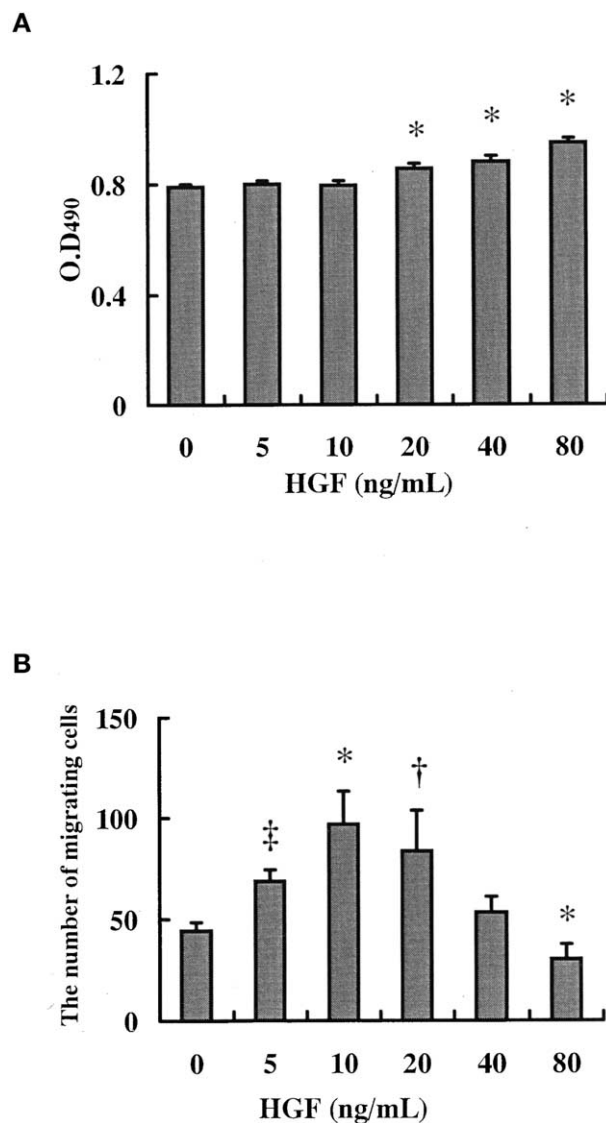 A
1.2
* * *
0.8
O.D490
0.4
0
0 5 10 20 40 80
HGF (ng/mL)
B
150
The number of migrating cells
* †
100
‡
50
*
0
0 5 10 20 40 80
HGF (ng/mL)